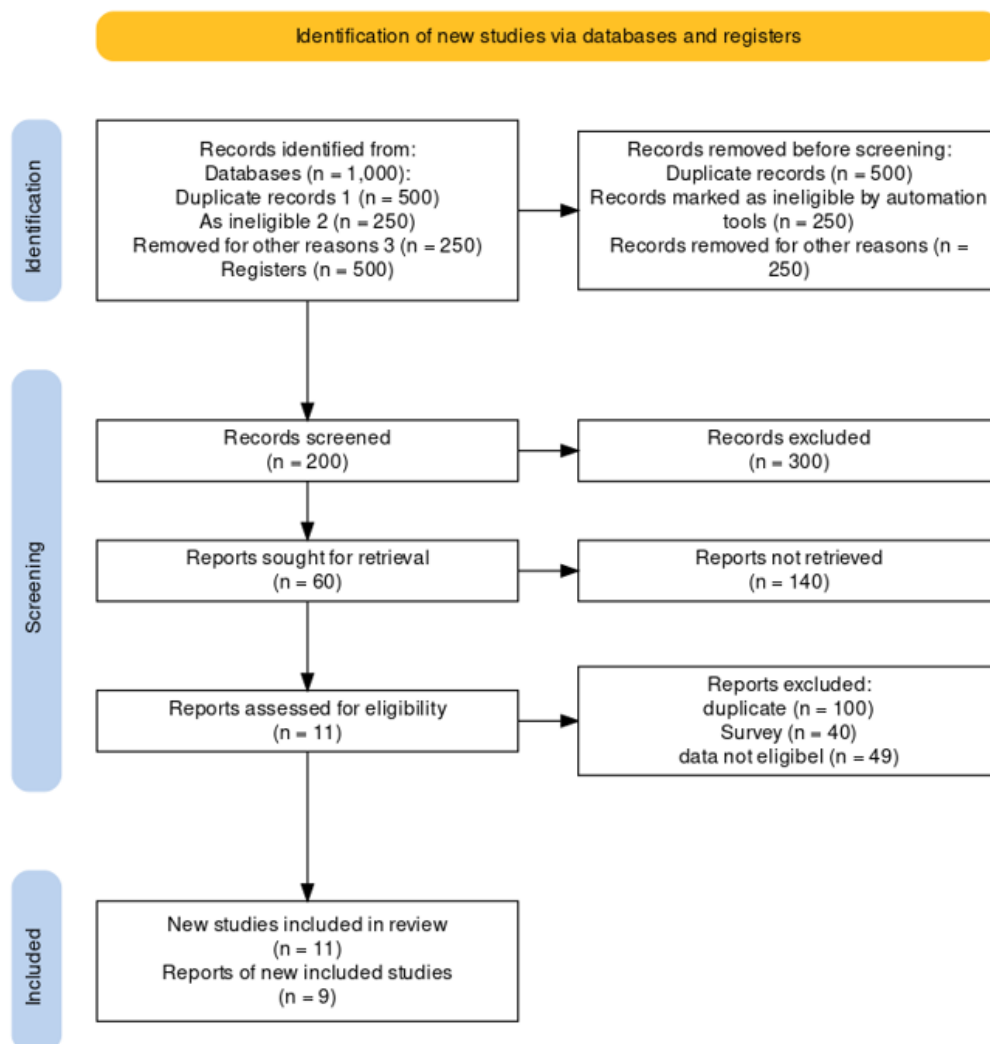 Identification of new studies via databases and registers
Identification
Records identified from:
Databases (n = 1,000):
Duplicate records 1 (n = 500)
As ineligible 2 (n = 250)
Removed for other reasons 3 (n = 250)
Registers (n = 500)
Records removed before screening:
Duplicate records (n = 500)
Records marked as ineligible by automation
tools (n = 250)
Records removed for other reasons (n =
250)
Screening
Records screened
(n = 200)
Records excluded
(n = 300)
Reports sought for retrieval
(n = 60)
Reports not retrieved
(n = 140)
Reports assessed for eligibility
(n = 11)
Reports excluded:
duplicate (n = 100)
Survey (n = 40)
data not eligibel (n = 49)
Included
New studies included in review
(n = 11)
Reports of new included studies
(n = 9)